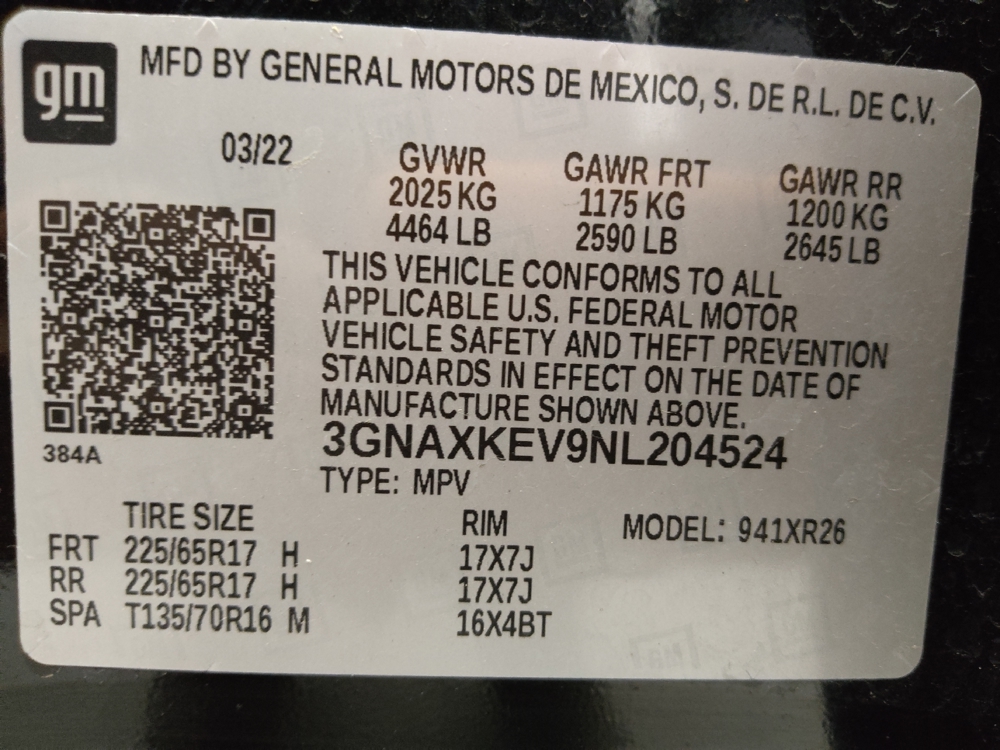 gm
MFD BY GENERAL MOTORS DE MEXICO, S. DE R.L. DE C.V.
03/22
GVWR GAWR FRT GAWR RR
2025 KG 1175 KG 1200 KG
4464 LB 2590 LB 2645 LB
THIS VEHICLE CONFORMS TO ALL
APPLICABLE U.S. FEDERAL MOTOR
VEHICLE SAFETY AND THEFT PREVENTION
STANDARDS IN EFFECT ON THE DATE OF
MANUFACTURE SHOWN ABOVE.
3GNAXKEV9NL204524
384A
TYPE: MPV
TIRE SIZE RIM MODEL: 941XR26
FRT 225/65R17 H 17X7J
RR 225/65R17 H 17X7J
SPA T135/70R16 M 16X4BT